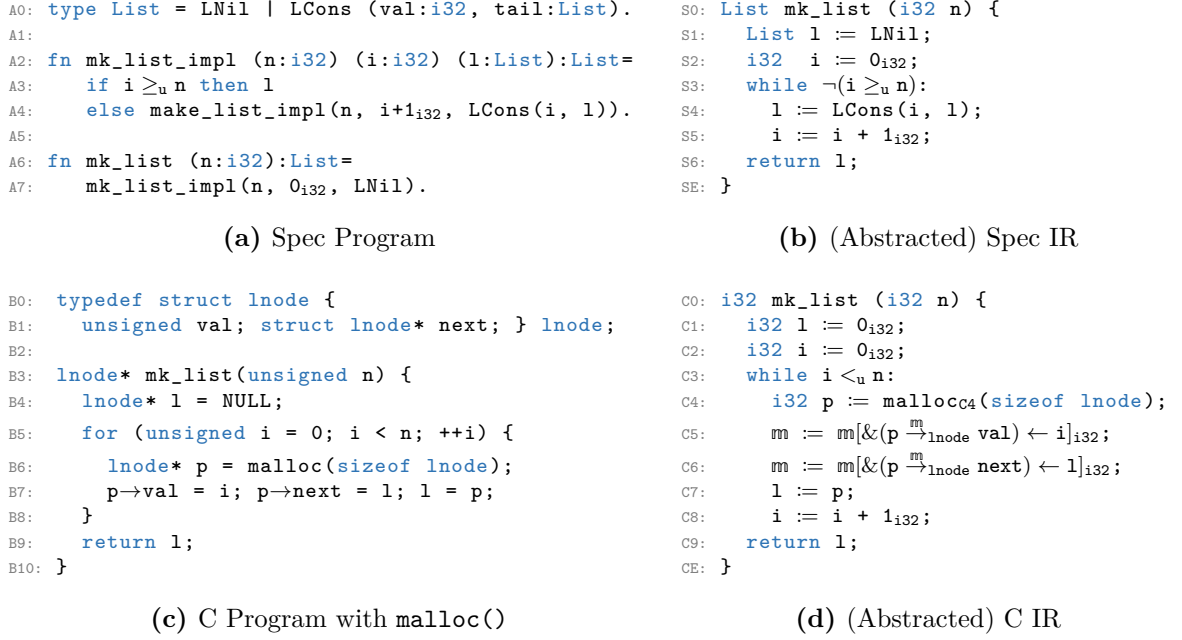 A0: type List = LNil | LCons (val:i32, tail:List).
A1:
A2: fn mk_list_impl (n:i32) (i:i32) (l:List):List=
A3: if i ≥u n then l
A4: else make_list_impl(n, i+1i32, LCons(i, l)).
A5:
A6: fn mk_list (n:i32):List=
A7: mk_list_impl(n, 0i32, LNil).
(a) Spec Program
S0: List mk_list (i32 n) {
S1: List l := LNil;
S2: i32 i := 0i32;
S3: while ¬(i ≥u n):
S4: l := LCons(i, l);
S5: i := i + 1i32;
S6: return l;
SE: }
(b) (Abstracted) Spec IR
B0: typedef struct lnode {
B1: unsigned val; struct lnode* next; } lnode;
B2:
B3: lnode* mk_list(unsigned n) {
B4: lnode* l = NULL;
B5: for (unsigned i = 0; i < n; ++i) {
B6: lnode* p = malloc(sizeof lnode);
B7: p→val = i; p→next = l; l = p;
B8: }
B9: return l;
B10: }
(c) C Program with malloc()
C0: i32 mk_list (i32 n) {
C1: i32 l := 0i32;
C2: i32 i := 0i32;
C3: while i <u n:
C4: i32 p := mallocC4(sizeof lnode);
C5: 𝕞 := 𝕞[&(p →𝕞 lnode val) ← i]i32;
C6: 𝕞 := 𝕞[&(p →𝕞 lnode next) ← l]i32;
C7: l := p;
C8: i := i + 1i32;
C9: return l;
CE: }
(d) (Abstracted) C IR